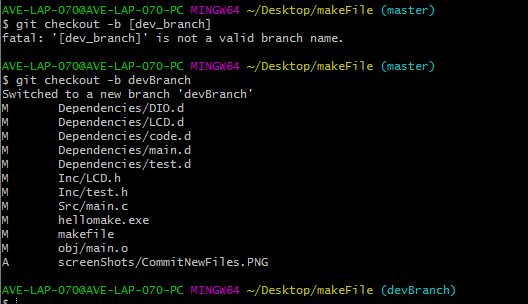 AVE-LAP-070@AVE-LAP-070-PC MINGW64 ~/Desktop/makeFile (master)
$ git checkout -b [dev_branch]
fatal: '[dev_branch]' is not a valid branch name.
AVE-LAP-070@AVE-LAP-070-PC MINGW64 ~/Desktop/makeFile (master)
$ git checkout -b devBranch
Switched to a new branch 'devBranch'
M Dependencies/DIO.d
M Dependencies/LCD.d
M Dependencies/code.d
M Dependencies/main.d
M Dependencies/test.d
M Inc/LCD.h
M Inc/test.h
M Src/main.c
M hellomake.exe
M makefile
M obj/main.o
A screenShots/CommitNewFiles.PNG
AVE-LAP-070@AVE-LAP-070-PC MINGW64 ~/Desktop/makeFile (devBranch)
$